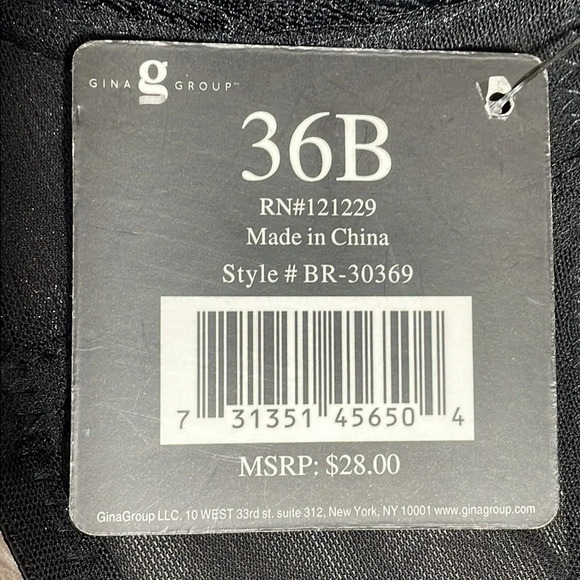 GINA g GROUP™
36B
RN#121229
Made in China
Style # BR-30369
7 31351 45650 4
MSRP: $28.00
GinaGroup LLC. 10 WEST 33rd st. suite 312, New York, NY 10001 www.ginagroup.com